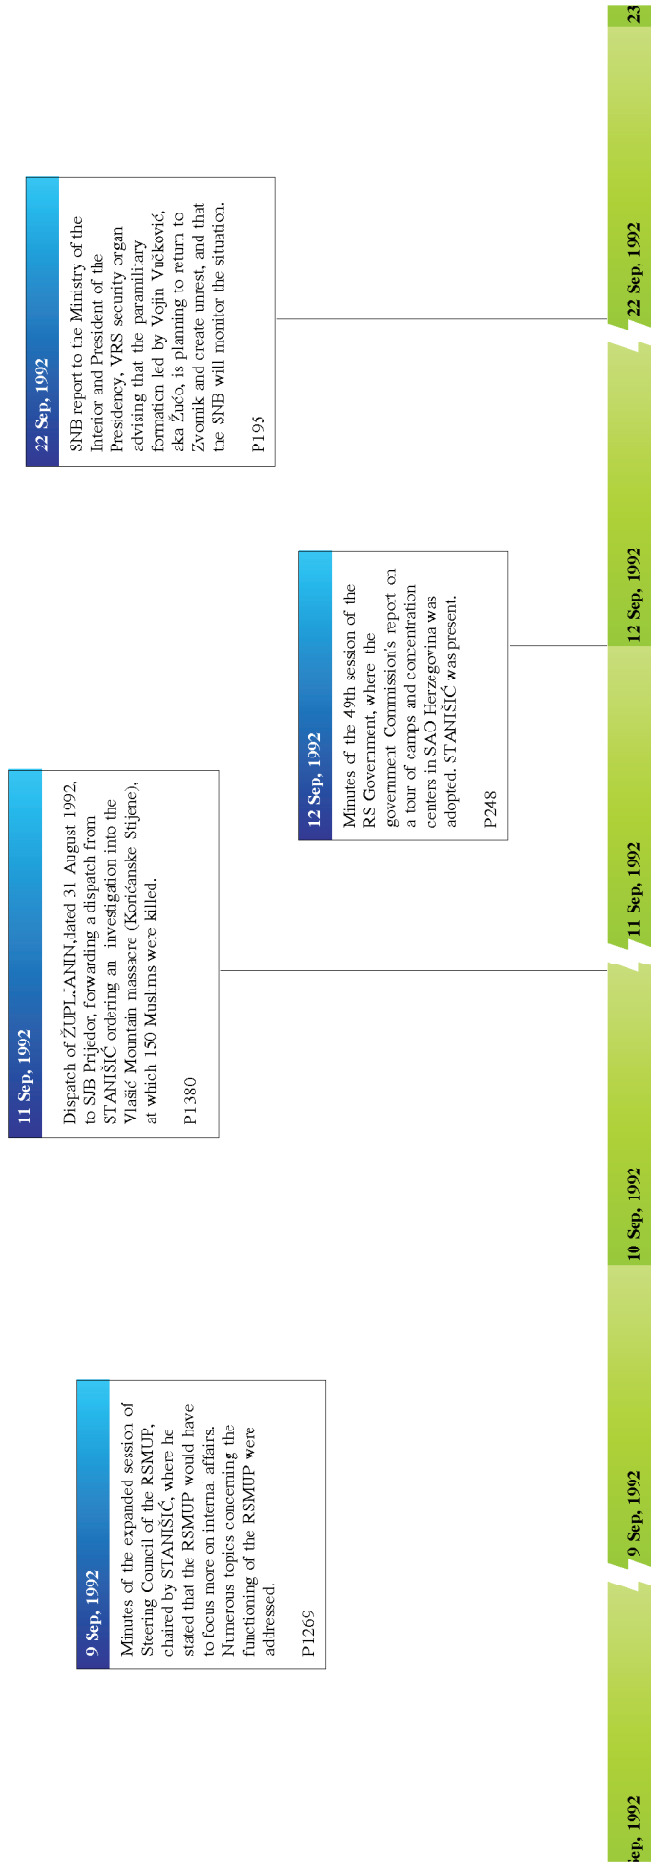 9 Sep, 1992
Minutes of the expanded session of
Steering Council of the RSMUP,
chaired by STANIŠIĆ, where he
stated that the RSMUP would have
to focus more on internal affairs.
Numerous topics concerning the
functioning of the RSMUP were
addressed.
P1269
11 Sep, 1992
Dispatch of ŽUPLJANIN, dated 31 August 1992,
to SJB Prijedor, forwarding a dispatch from
STANIŠIĆ ordering an investigation into the
Vlašić Mountain massacre (Korićanske Stijene),
at which 150 Muslims were killed.
P1380
12 Sep, 1992
Minutes of the 49th session of the
RS Government, where the
government Commission's report on
a tour of camps and concentration
centers in SAO Herzegovina was
adopted. STANIŠIĆ was present.
P248
22 Sep, 1992
SNB report to the Ministry of the
Interior and President of the
Presidency, VRS security organ
advising that the paramilitary
formation led by Vojin Vučković,
aka Žućo, is planning to return to
Zvornik and create unrest, and that
the SNB will monitor the situation.
P195
Sep, 1992
9 Sep, 1992
10 Sep, 1992
11 Sep, 1992
12 Sep, 1992
22 Sep, 1992
23